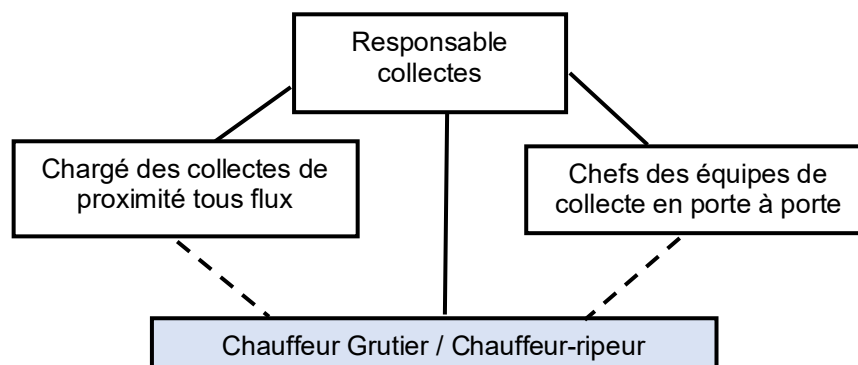 Responsable
collectes
Chargé des collectes de
proximité tous flux
Chefs des équipes de
collecte en porte à porte
Chauffeur Grutier / Chauffeur-ripeur